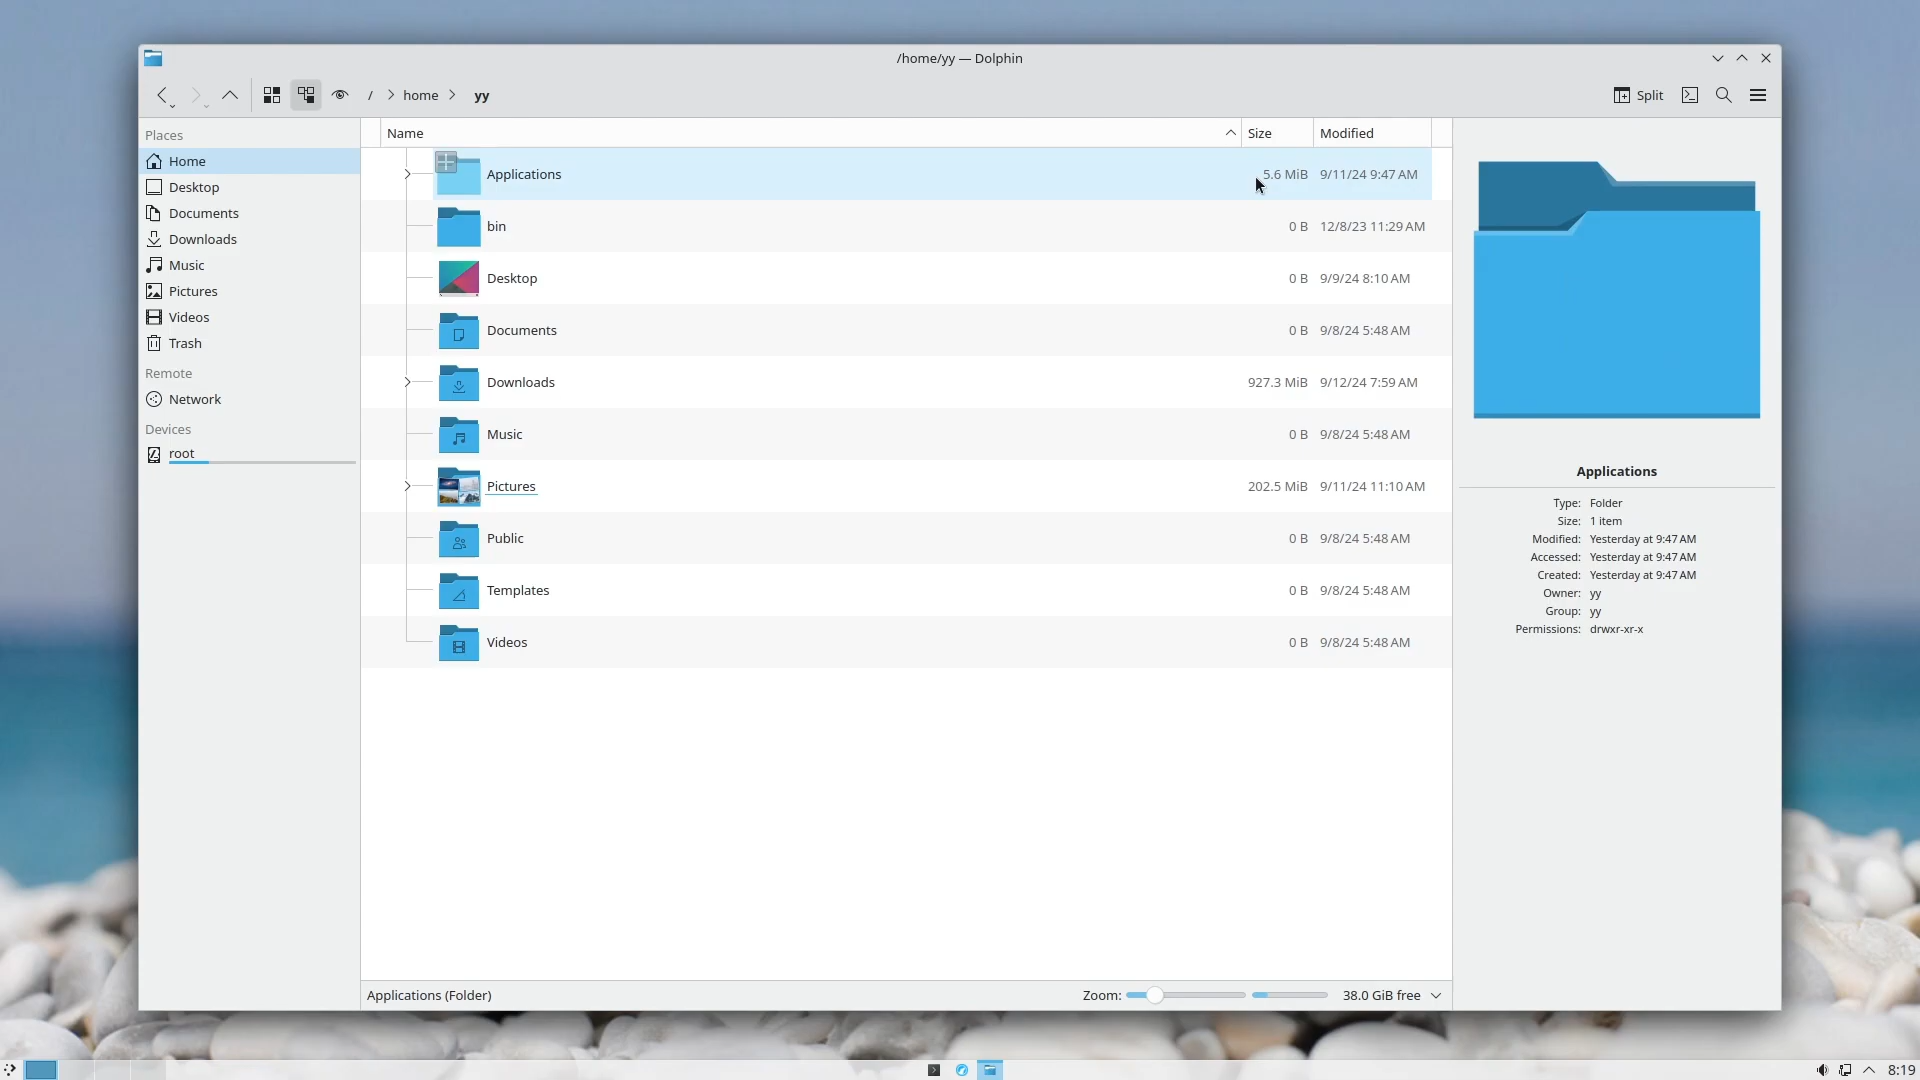 /home/yy — Dolphin
/ home yy
Split
Places
Home
Desktop
Documents
Downloads
Music
Pictures
Videos
Trash
Remote
Network
Devices
root
Name Size Modified
Applications 5.6 MiB 9/11/24 9:47 AM
bin 0 B 12/8/23 11:29 AM
Desktop 0 B 9/9/24 8:10 AM
Documents 0 B 9/8/24 5:48 AM
Downloads 927.3 MiB 9/12/24 7:59 AM
Music 0 B 9/8/24 5:48 AM
Pictures 202.5 MiB 9/11/24 11:10 AM
Public 0 B 9/8/24 5:48 AM
Templates 0 B 9/8/24 5:48 AM
Videos 0 B 9/8/24 5:48 AM
Applications
Type: Folder
Size: 1 item
Modified: Yesterday at 9:47 AM
Accessed: Yesterday at 9:47 AM
Created: Yesterday at 9:47 AM
Owner: yy
Group: yy
Permissions: drwxr-xr-x
Applications (Folder)
Zoom:
38.0 GiB free
8:19